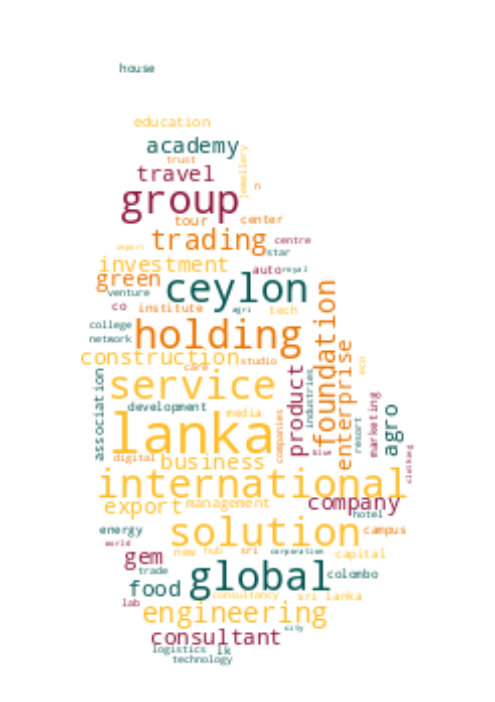 house
education
academy
trust
jewellery
travel
n
group
tour center
trading centre
export star
investment auto royal
green ceylon
venture
co institute agri tech
college holding foundation
network
construction studio
care enterprise eco
service product industries
association
development media
lanka companies blue resort marketing agro
clothing
digital business
international
export management company
hotel
energy solution campus
world
gem new hub sri corporation capital
trade global colombo
food consultancy sri lanka
lab engineering
city
consultant
logistics lk
technology